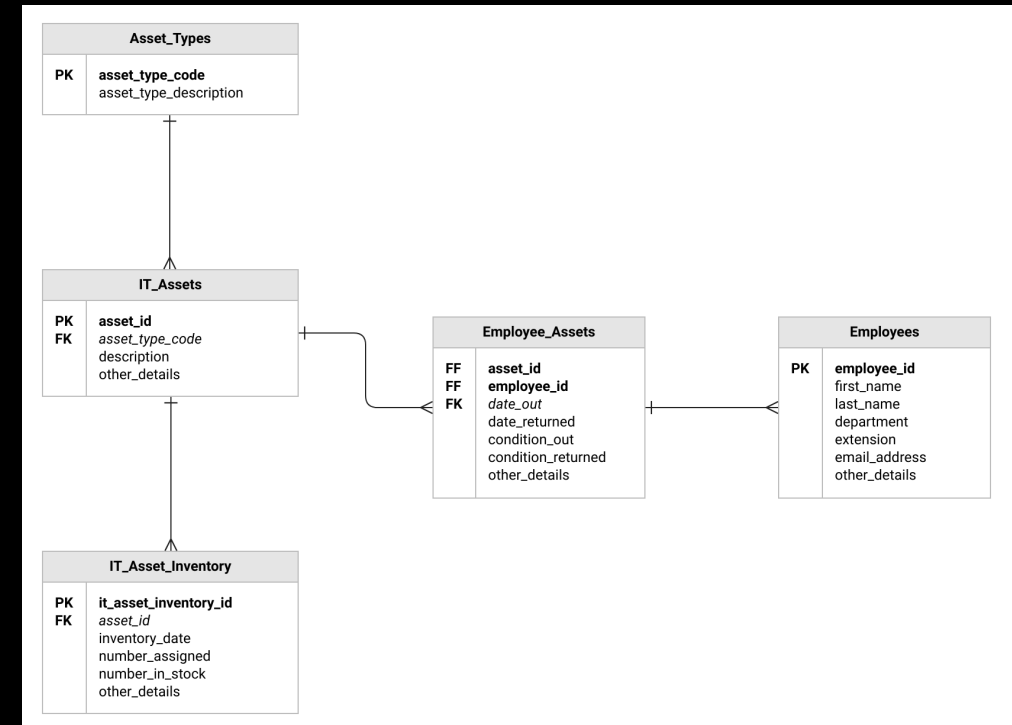 Asset_Types
PK asset_type_code
asset_type_description
IT_Assets
PK asset_id
FK asset_type_code
description
other_details
Employee_Assets
FF asset_id
FF employee_id
FK date_out
date_returned
condition_out
condition_returned
other_details
Employees
PK employee_id
first_name
last_name
department
extension
email_address
other_details
IT_Asset_Inventory
PK it_asset_inventory_id
FK asset_id
inventory_date
number_assigned
number_in_stock
other_details